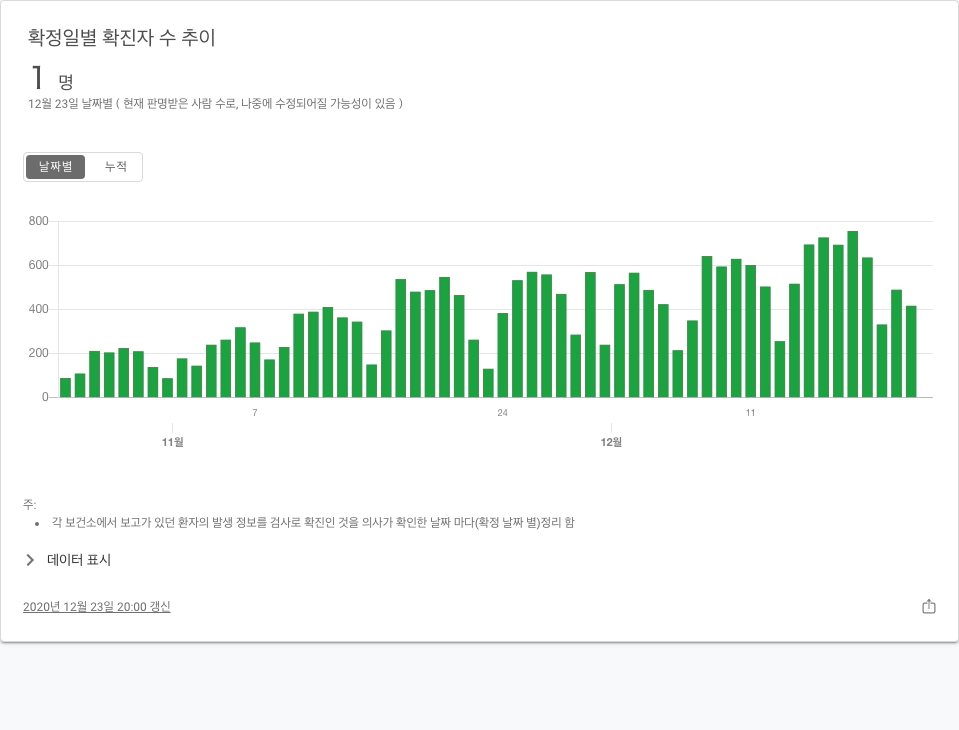 확정일별 확진자 수 추이
1 명
12월 23일 날짜별 ( 현재 판명받은 사람 수로, 나중에 수정되어질 가능성이 있음 )
날짜별 누적
800
600
400
200
0
7 24 11
11월 12월
주:
• 각 보건소에서 보고가 있던 환자의 발생 정보를 검사로 확진인 것을 의사가 확인한 날짜 마다(확정 날짜 별)정리 함
데이터 표시
2020년 12월 23일 20:00 갱신